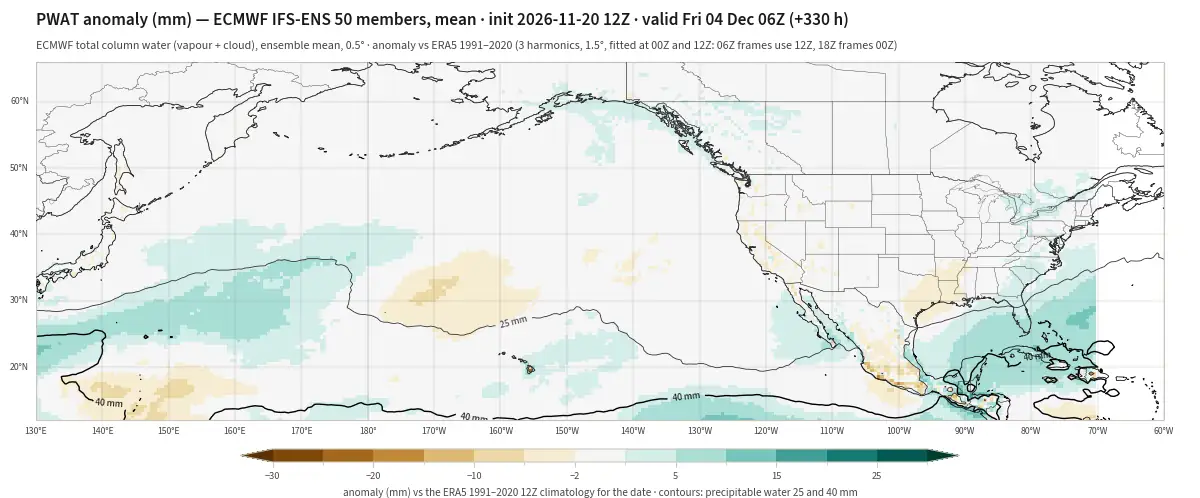 PWAT anomaly (mm) — ECMWF IFS-ENS 50 members, mean · init 2026-11-20 12Z · valid Fri 04 Dec 06Z (+330 h)
ECMWF total column water (vapour + cloud), ensemble mean, 0.5° · anomaly vs ERA5 1991–2020 (3 harmonics, 1.5°, fitted at 00Z and 12Z: 06Z frames use 12Z, 18Z frames 00Z)
60°N
50°N
40°N
30°N
25 mm
40 mm
20°N
40 mm
40 mm
40 mm
130°E 140°E 150°E 160°E 170°E 180° 170°W 160°W 150°W 140°W 130°W 120°W 110°W 100°W 90°W 80°W 70°W 60°W
−30 −20 −10 −2 5 15 25
anomaly (mm) vs the ERA5 1991–2020 12Z climatology for the date · contours: precipitable water 25 and 40 mm